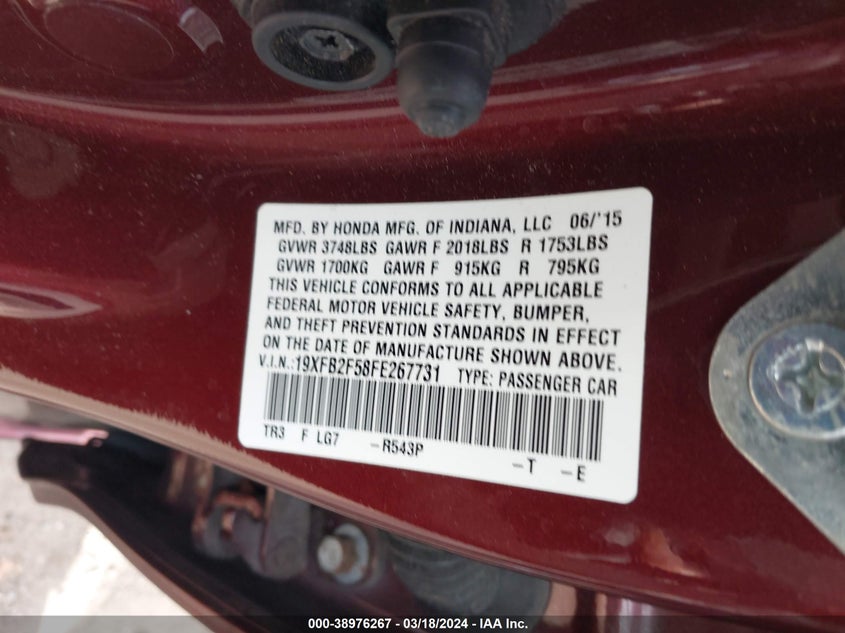 MFD. BY HONDA MFG. OF INDIANA, LLC 06/'15
GVWR 3748LBS GAWR F 2018LBS R 1753LBS
GVWR 1700KG GAWR F 915KG R 795KG
THIS VEHICLE CONFORMS TO ALL APPLICABLE
FEDERAL MOTOR VEHICLE SAFETY, BUMPER,
AND THEFT PREVENTION STANDARDS IN EFFECT
ON THE DATE OF MANUFACTURE SHOWN ABOVE.
V.I.N.:19XFB2F58FE267731 TYPE: PASSENGER CAR
TR3 F LG7 -R543P
-T -E
000-38976267 - 03/18/2024 - IAA Inc.